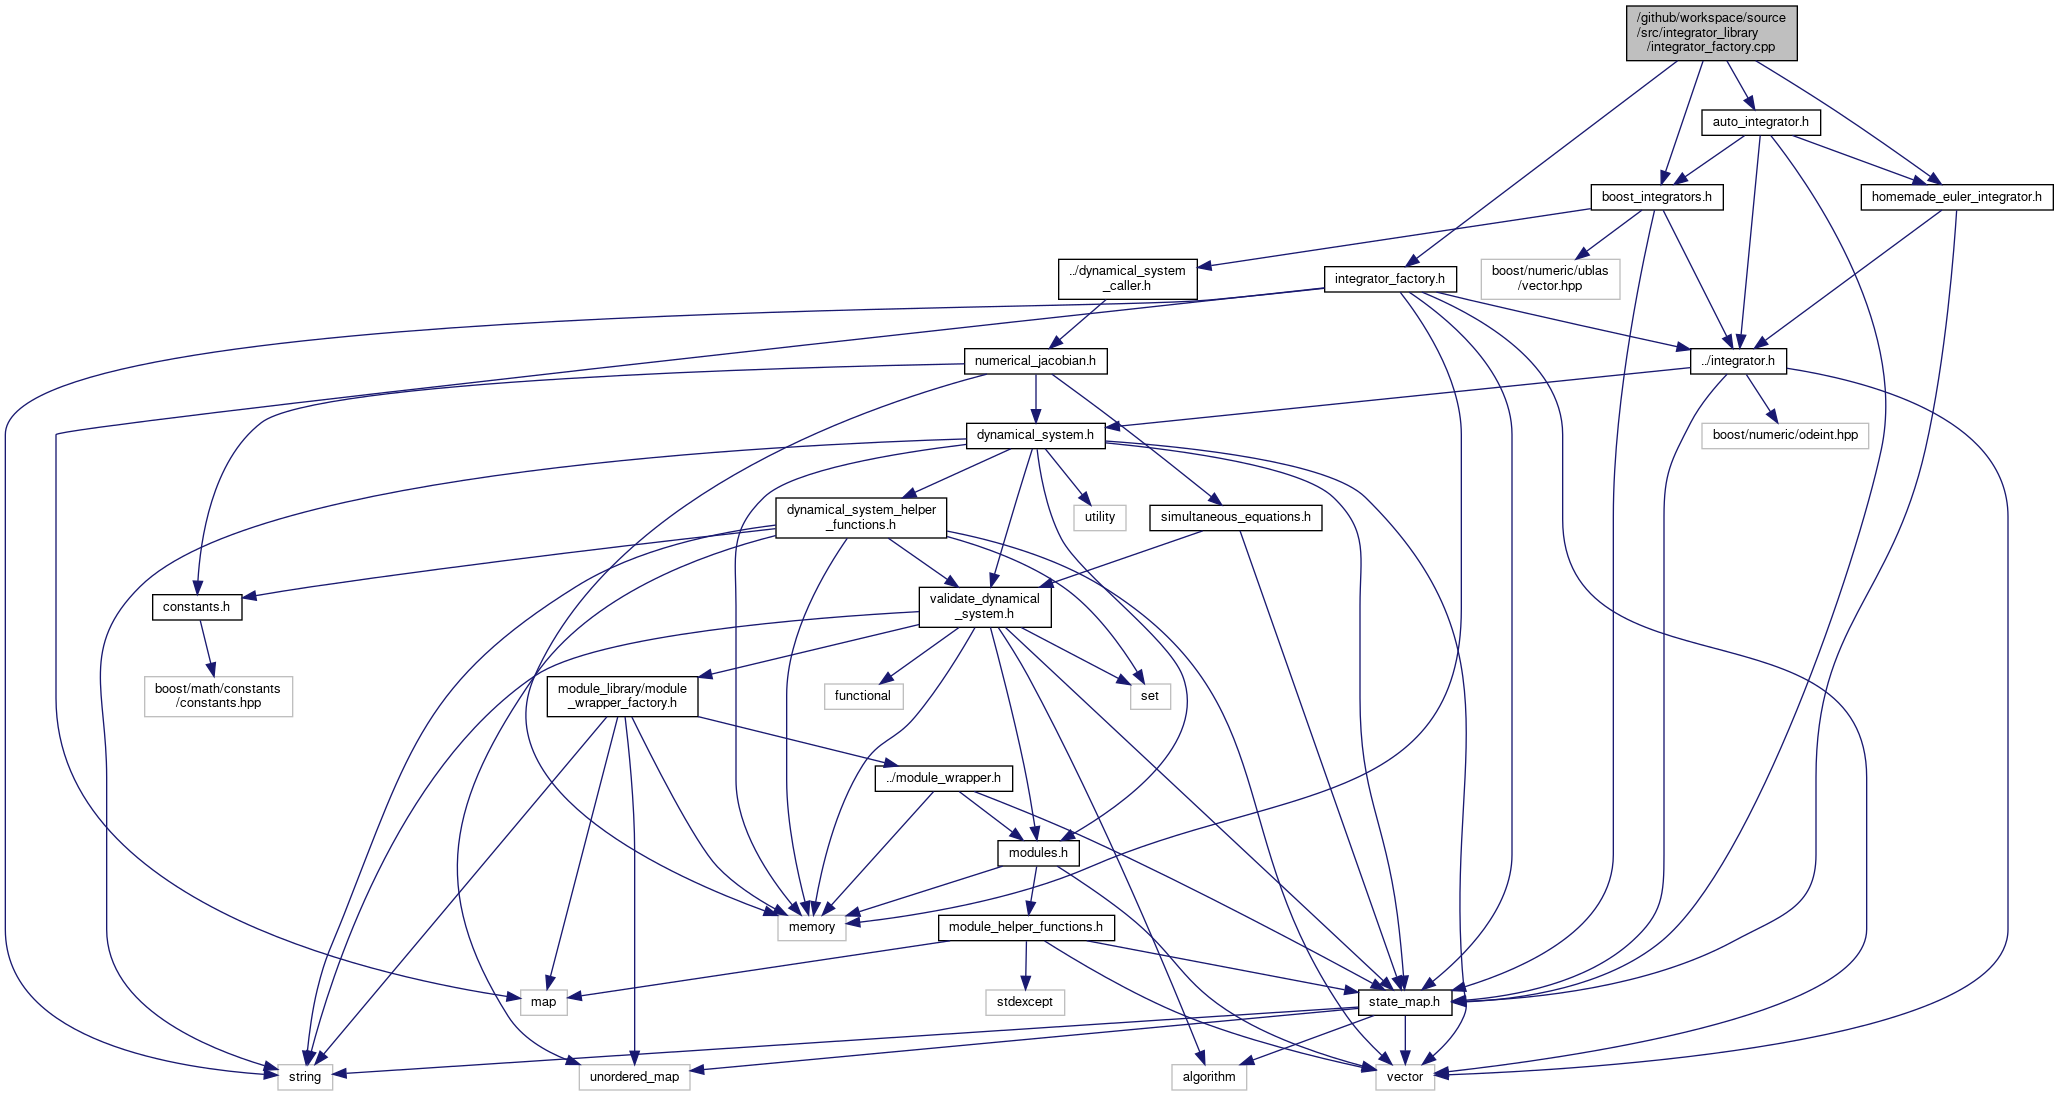 /github/workspace/source
/src/integrator_library
/integrator_factory.cpp
auto_integrator.h
boost_integrators.h
homemade_euler_integrator.h
../dynamical_system
_caller.h
integrator_factory.h
boost/numeric/ublas
/vector.hpp
numerical_jacobian.h
../integrator.h
dynamical_system.h
boost/numeric/odeint.hpp
dynamical_system_helper
_functions.h
utility
simultaneous_equations.h
constants.h
validate_dynamical
_system.h
boost/math/constants
/constants.hpp
module_library/module
_wrapper_factory.h
functional
set
../module_wrapper.h
modules.h
memory
module_helper_functions.h
map
stdexcept
state_map.h
string
unordered_map
algorithm
vector